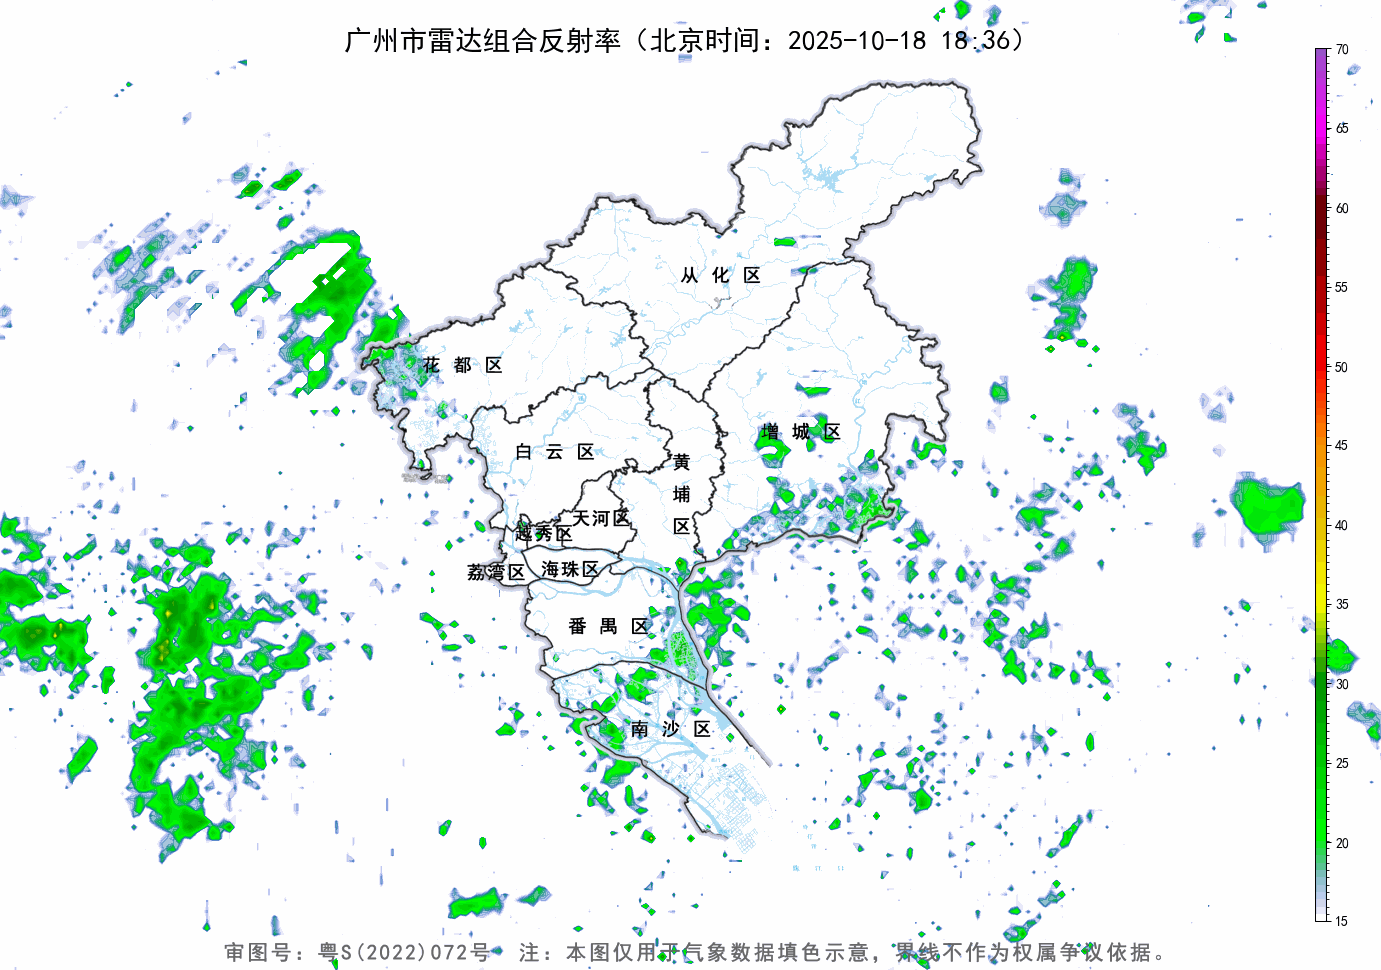 广州市雷达组合反射率（北京时间：2025-10-18 18:36）
70
65
60
55
50
45
40
35
30
25
20
15
从化区
花都区
增城区
白云区
黄埔区
天河区
越秀区
荔湾区
海珠区
番禺区
南沙区
审图号：粤S(2022)072号 注：本图仅用于气象数据填色示意，界线不作为权属争议依据。